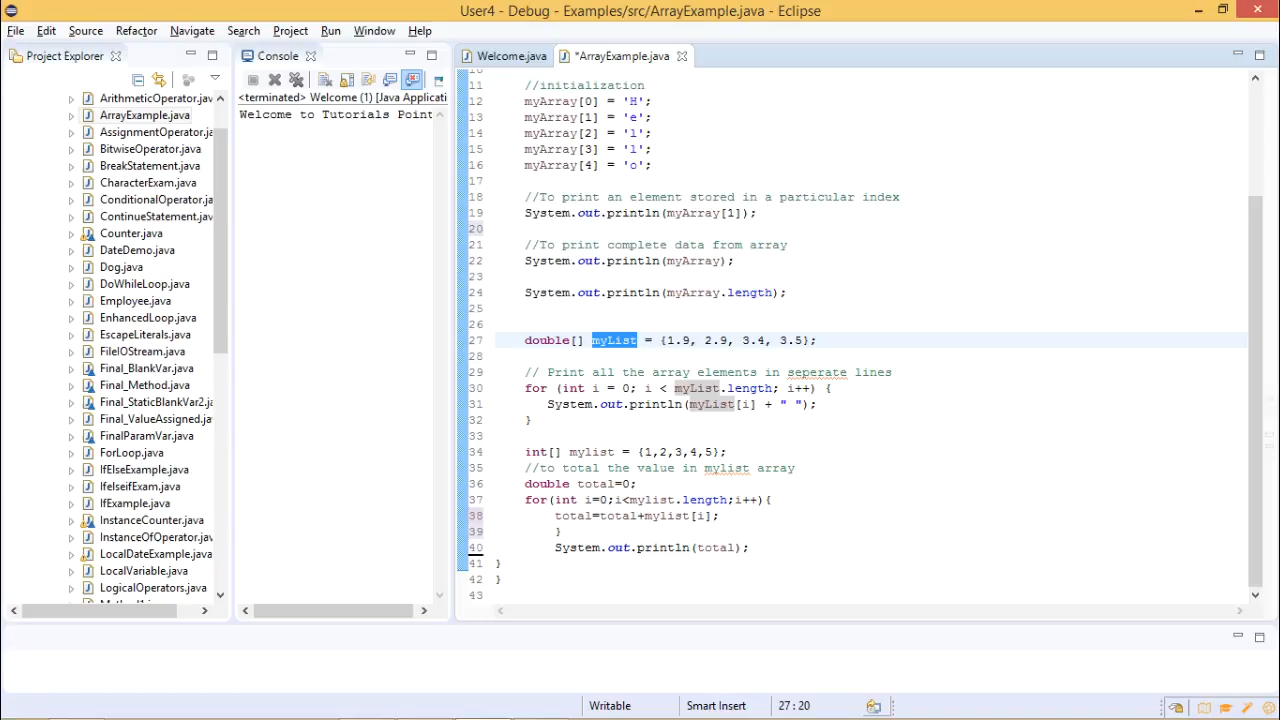 User4 - Debug - Examples/src/ArrayExample.java - Eclipse
File Edit Source Refactor Navigate Search Project Run Window Help
Project Explorer
ArithmeticOperator.jav
ArrayExample.java
AssignmentOperator.ja
BitwiseOperator.java
BreakStatement.java
CharacterExam.java
ConditionalOperator.ja
ContinueStatement.jav
Counter.java
DateDemo.java
Dog.java
DoWhileLoop.java
Employee.java
EnhancedLoop.java
EscapeLiterals.java
FileIOStream.java
Final_BlankVar.java
Final_Method.java
Final_StaticBlankVar2.ja
Final_ValueAssigned.jav
FinalParamVar.java
ForLoop.java
IfElseExample.java
IfelseifExam.java
IfExample.java
InstanceCounter.java
InstanceOfOperator.jav
LocalDateExample.java
LocalVariable.java
LogicalOperators.java
Console
<terminated> Welcome (1) [Java Applicati
Welcome to Tutorials Point
Welcome.java *ArrayExample.java
11 //initialization
12 myArray[0] = 'H';
13 myArray[1] = 'e';
14 myArray[2] = 'l';
15 myArray[3] = 'l';
16 myArray[4] = 'o';
17
18 //To print an element stored in a particular index
19 System.out.println(myArray[1]);
20
21 //To print complete data from array
22 System.out.println(myArray);
23
24 System.out.println(myArray.length);
25
26
27 double[] myList = {1.9, 2.9, 3.4, 3.5};
28
29 // Print all the array elements in seperate lines
30 for (int i = 0; i < myList.length; i++) {
31 System.out.println(myList[i] + " ");
32 }
33
34 int[] mylist = {1,2,3,4,5};
35 //to total the value in mylist array
36 double total=0;
37 for(int i=0;i<mylist.length;i++){
38 total=total+mylist[i];
39 }
40 System.out.println(total);
41 }
42 }
43
Writable Smart Insert 27 : 20